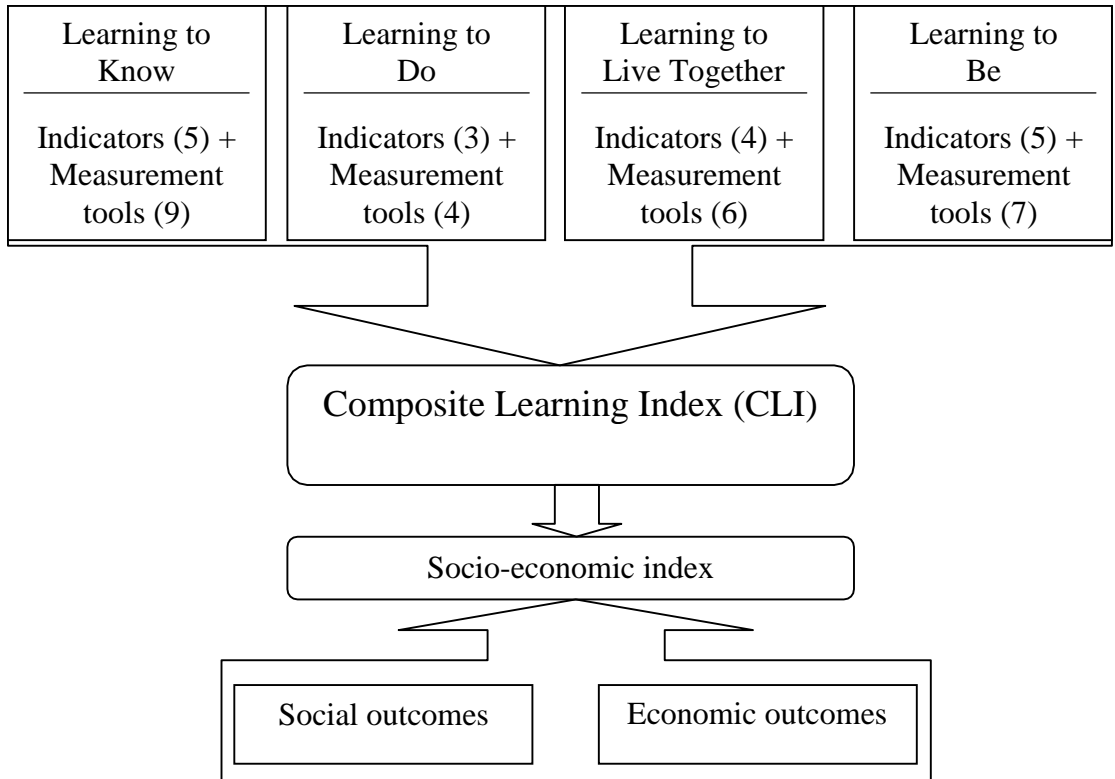 Learning to
Know
Indicators (5) +
Measurement
tools (9)
Learning to
Do
Indicators (3) +
Measurement
tools (4)
Learning to
Live Together
Indicators (4) +
Measurement
tools (6)
Learning to
Be
Indicators (5) +
Measurement
tools (7)
Composite Learning Index (CLI)
Socio-economic index
Social outcomes
Economic outcomes